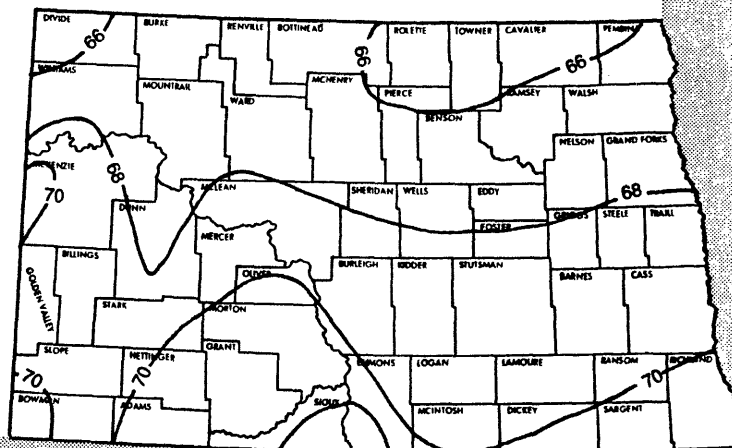 DIVIDE
BURKE
RENVILLE
BOTTINEAU
ROLETTE
TOWNER
CAVALIER
PEMBINA
66
66
66
WILLIAMS
MOUNTRAIL
WARD
MCHENRY
PIERCE
RAMSEY
WALSH
BENSON
NELSON
GRAND FORKS
MCKENZIE
68
70
MCLEAN
SHERIDAN
WELLS
EDDY
68
DUNN
FOSTER
GRIGGS
STEELE
TRAILL
MERCER
BILLINGS
GOLDEN VALLEY
OLIVER
BURLEIGH
KIDDER
STUTSMAN
BARNES
CASS
STARK
MORTON
SLOPE
HETTINGER
GRANT
EMMONS
LOGAN
LAMOURE
RANSOM
RICHLAND
70
70
70
BOWMAN
ADAMS
SIOUX
MCINTOSH
DICKEY
SARGENT